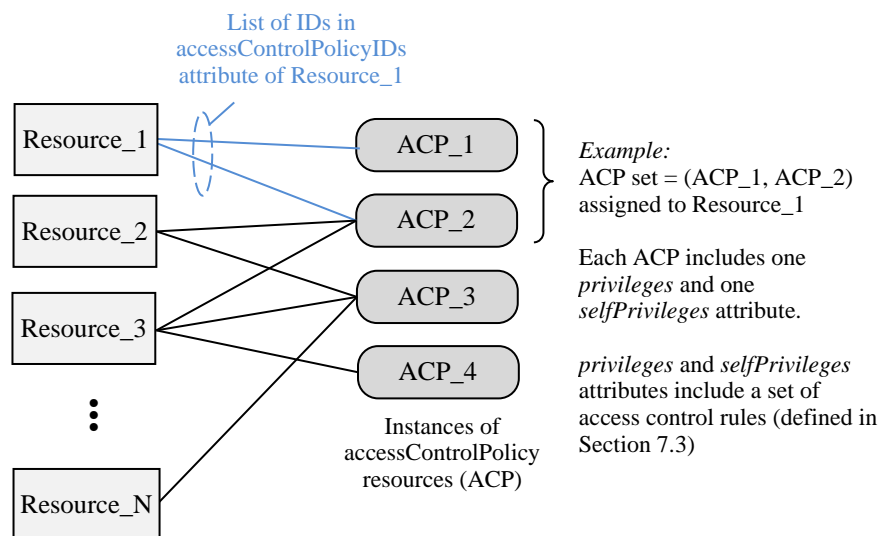 List of IDs in
accessControlPolicyIDs
attribute of Resource_1
Resource_1
Resource_2
Resource_3
Resource_N
ACP_1
ACP_2
ACP_3
ACP_4
Instances of
accessControlPolicy
resources (ACP)
Example:
ACP set = (ACP_1, ACP_2)
assigned to Resource_1
Each ACP includes one
privileges and one
selfPrivileges attribute.
privileges and selfPrivileges
attributes include a set of
access control rules (defined in
Section 7.3)